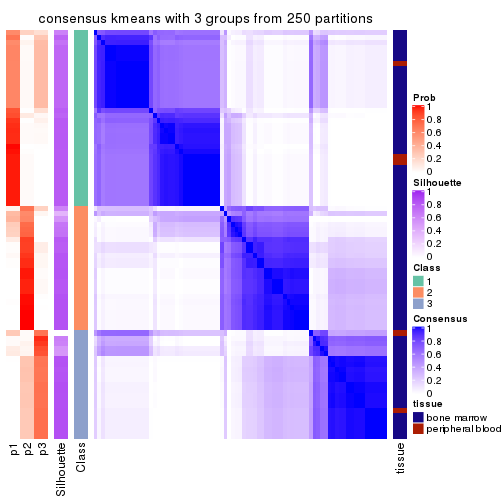 consensus kmeans with 3 groups from 250 partitions
Prob
1
0.8
0.6
0.4
0.2
0
Silhouette
1
0.8
0.6
0.4
0.2
0
Class
1
2
3
Consensus
1
0.8
0.6
0.4
0.2
0
tissue
bone marrow
peripheral blood
p1
p2
p3
Silhouette
Class
tissue